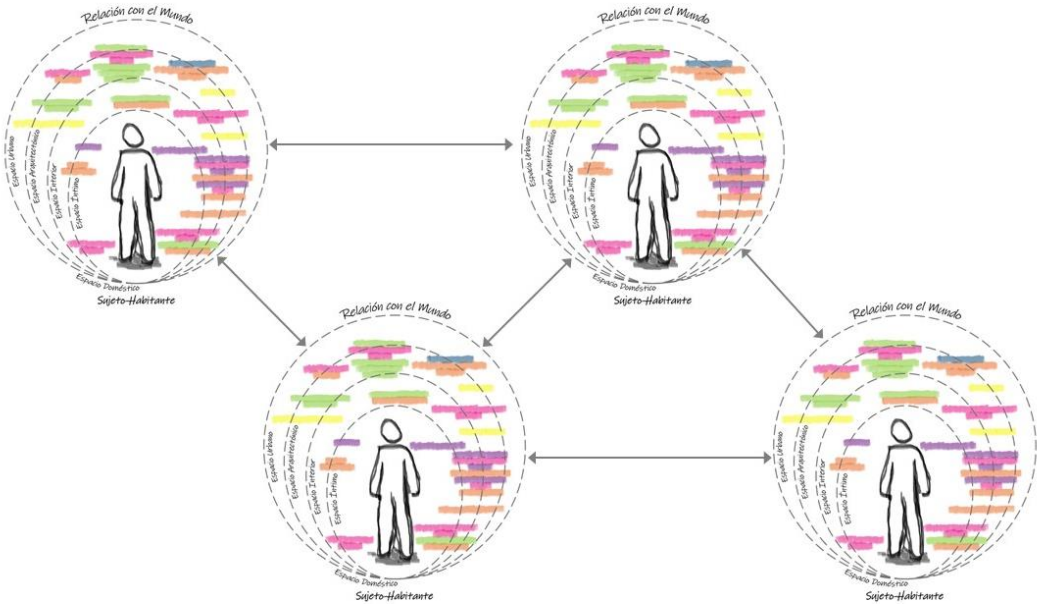 Relación con el Mundo
Espacio Urbano
Espacio Arquitectónico
Espacio Interior
Espacio Íntimo
Espacio Doméstico
Sujeto-Habitante
Relación con el Mundo
Espacio Urbano
Espacio Arquitectónico
Espacio Interior
Espacio Íntimo
Espacio Doméstico
Sujeto-Habitante
Relación con el Mundo
Espacio Urbano
Espacio Arquitectónico
Espacio Interior
Espacio Íntimo
Espacio Doméstico
Sujeto-Habitante
Relación con el Mundo
Espacio Urbano
Espacio Arquitectónico
Espacio Interior
Espacio Íntimo
Espacio Doméstico
Sujeto-Habitante